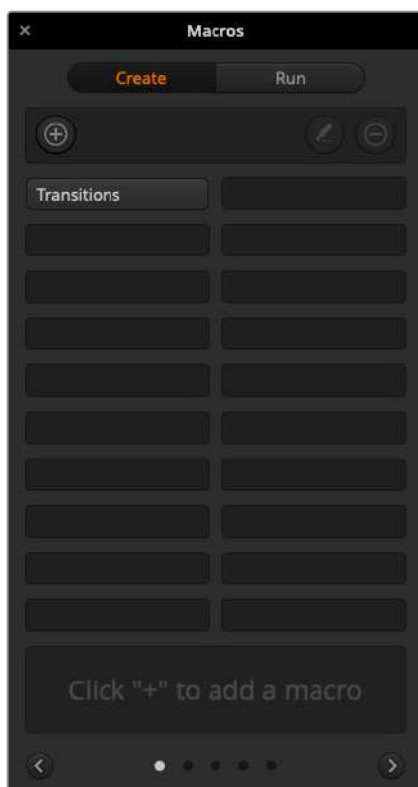 Macros
Create
Run
Transitions
Click "+" to add a macro